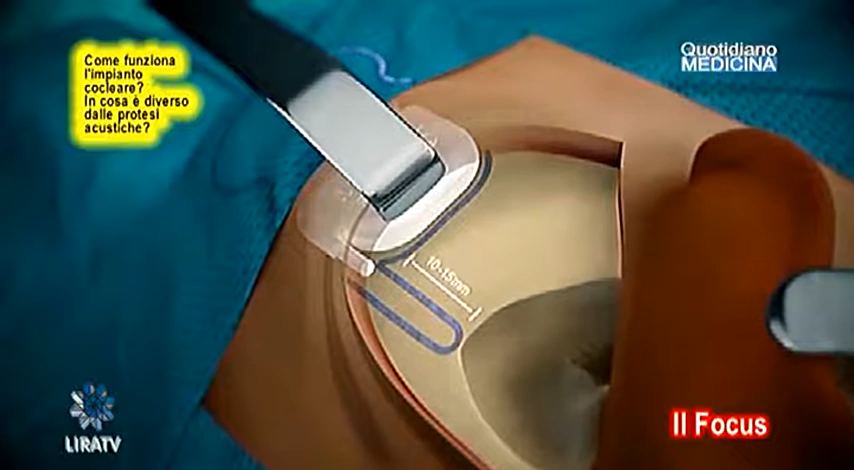 Come funziona
l'impianto
cocleare?
In cosa è diverso
dalle protesi
acustiche?
Quotidiano
MEDICINA
10-15mm
LIRATV
Il Focus